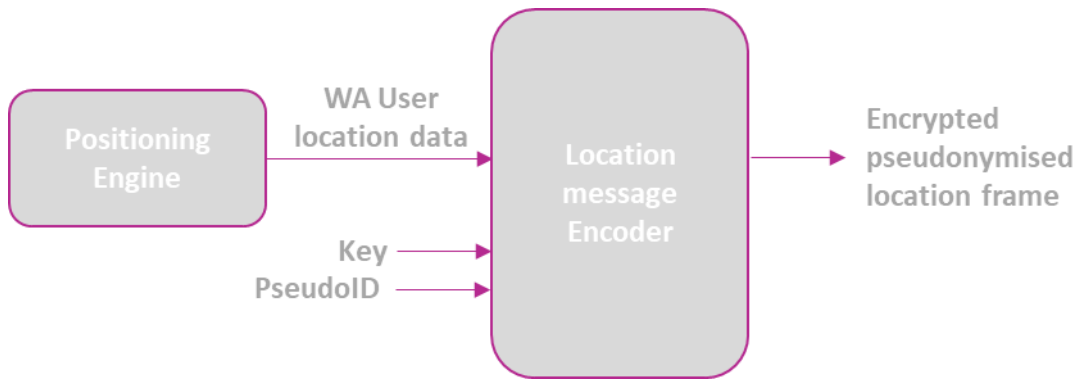 Positioning
Engine
WA User
location data
Key
PseudoID
Location
message
Encoder
Encrypted
pseudonymised
location frame